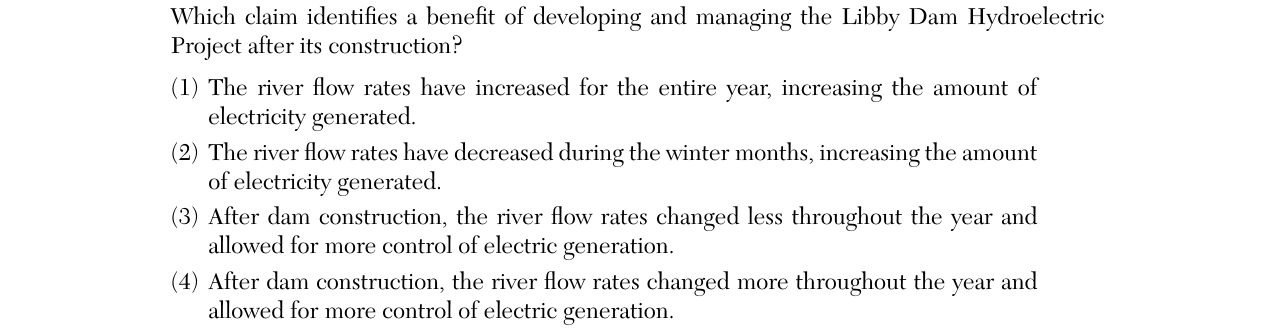 Which claim identifies a benefit of developing and managing the Libby Dam Hydroelectric
Project after its construction?
(1) The river flow rates have increased for the entire year, increasing the amount of
electricity generated.
(2) The river flow rates have decreased during the winter months, increasing the amount
of electricity generated.
(3) After dam construction, the river flow rates changed less throughout the year and
allowed for more control of electric generation.
(4) After dam construction, the river flow rates changed more throughout the year and
allowed for more control of electric generation.